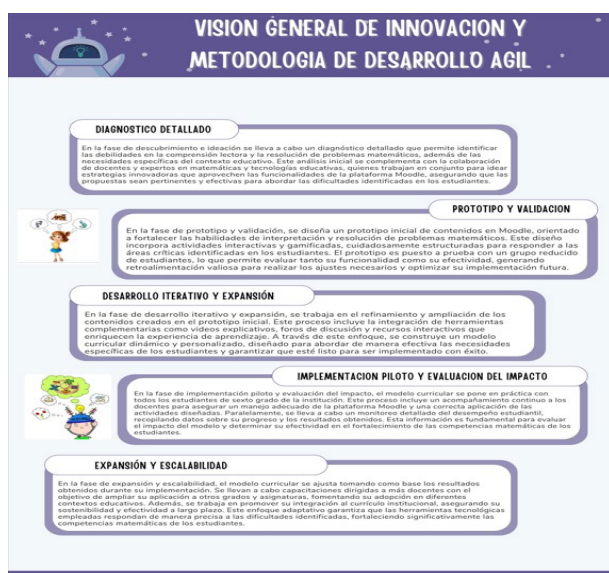 VISION GENERAL DE INNOVACION Y
METODOLOGIA DE DESARROLLO AGIL
DIAGNOSTICO DETALLADO
En la fase de descubrimiento e ideación se lleva a cabo un diagnóstico detallado que permite identificar
las debilidades en la comprensión lectora y la resolución de problemas matemáticos, además de las
necesidades específicas del contexto educativo. Este análisis inicial se complementa con la colaboración
de docentes y expertos en matemáticas y tecnologías educativas, quienes trabajan en conjunto para idear
estrategias innovadoras que aprovechen las funcionalidades de la plataforma Moodle, asegurando que las
propuestas sean pertinentes y efectivas para abordar las dificultades identificadas en los estudiantes.
PROTOTIPO Y VALIDACION
En la fase de prototipo y validación, se diseña un prototipo inicial de contenidos en Moodle, orientado
a fortalecer las habilidades de interpretación y resolución de problemas matemáticos. Este diseño
incorpora actividades interactivas y gamificadas, cuidadosamente estructuradas para responder a las
áreas críticas identificadas en los estudiantes. El prototipo es puesto a prueba con un grupo reducido
de estudiantes, lo que permite evaluar tanto su funcionalidad como su efectividad, generando
retroalimentación valiosa para realizar los ajustes necesarios y optimizar su implementación futura.
DESARROLLO ITERATIVO Y EXPANSIÓN
En la fase de desarrollo iterativo y expansión, se trabaja en el refinamiento y ampliación de los
contenidos creados en el prototipo inicial. Este proceso incluye la integración de herramientas
complementarias como videos explicativos, foros de discusión y recursos interactivos que
enriquecen la experiencia de aprendizaje. A través de este enfoque, se construye un modelo
curricular dinámico y personalizado, diseñado para abordar de manera efectiva las necesidades
específicas de los estudiantes y garantizar que esté listo para ser implementado con éxito.
IMPLEMENTACION PILOTO Y EVALUACION DEL IMPACTO
En la fase de implementación piloto y evaluación del impacto, el modelo curricular se pone en práctica con
todos los estudiantes de sexto grado de la institución. Este proceso incluye un acompañamiento continuo a los
docentes para asegurar un manejo adecuado de la plataforma Moodle y una correcta aplicación de las
actividades diseñadas. Paralelamente, se lleva a cabo un monitoreo detallado del desempeño estudiantil,
recopilando datos sobre su progreso y los resultados obtenidos. Esta información es fundamental para evaluar
el impacto del modelo y determinar su efectividad en el fortalecimiento de las competencias matemáticas de los
estudiantes.
EXPANSIÓN Y ESCALABILIDAD
En la fase de expansión y escalabilidad, el modelo curricular se ajusta tomando como base los resultados
obtenidos durante su implementación. Se llevan a cabo capacitaciones dirigidas a más docentes con el
objetivo de ampliar su aplicación a otros grados y asignaturas, fomentando su adopción en diferentes
contextos educativos. Además, se trabaja en promover su integración al currículo institucional, asegurando su
sostenibilidad y efectividad a largo plazo. Este enfoque adaptativo garantiza que las herramientas tecnológicas
empleadas respondan de manera precisa a las dificultades identificadas, fortaleciendo significativamente las
competencias matemáticas de los estudiantes.